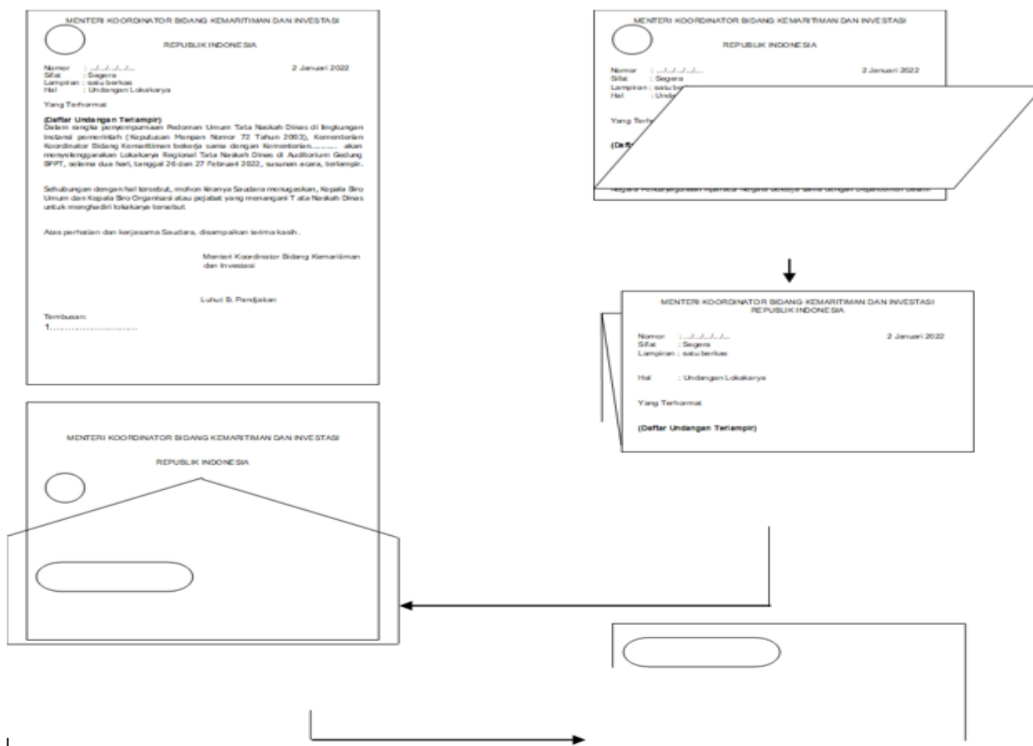 MENTERI KOORDINATOR BIDANG KEMARITIMAN DAN INVESTASI
REPUBLIK INDONESIA
Nomor : .../.../.../.../... 2 Januari 2022
Sifat : Segera
Lampiran : satu berkas
Hal : Undangan Lokakarya
Yang Terhormat
(Daftar Undangan Terlampir)
Dalam rangka penyempurnaan Pedoman Umum Tata Naskah Dinas di lingkungan
instansi pemerintah (Keputusan Menpan Nomor 72 Tahun 2003), Kementerian
Koordinator Bidang Kemaritiman bekerja sama dengan Kementerian........... akan
menyelenggarakan Lokakarya Regional Tata Naskah Dinas di Auditorium Gedung
BPPT, selama dua hari, tanggal 26 dan 27 Februari 2022, susunan acara, terlampir.
Sehubungan dengan hal tersebut, mohon kiranya Saudara menugaskan, Kepala Biro
Umum dan Kepala Biro Organisasi atau pejabat yang menangani T ata Naskah Dinas
untuk menghadiri lokakarya tersebut
Atas perhatian dan kerjasama Saudara, disampaikan terima kasih.
Menteri Koordinator Bidang Kemaritiman
dan Investasi
Luhut B. Pandjaitan
Tembusan:
1................................
MENTERI KOORDINATOR BIDANG KEMARITIMAN DAN INVESTASI
REPUBLIK INDONESIA
Nomor : .../.../.../.../... 2 Januari 2022
Sifat : Segera
Lampiran : satu ber
Hal : Unda
Yang Terh
(Daft
MENTERI KOORDINATOR BIDANG KEMARITIMAN DAN INVESTASI
REPUBLIK INDONESIA
Nomor : .../.../.../.../... 2 Januari 2022
Sifat : Segera
Lampiran : satu berkas
Hal : Undangan Lokakarya
Yang Terhormat
(Daftar Undangan Terlampir)
MENTERI KOORDINATOR BIDANG KEMARITIMAN DAN INVESTASI
REPUBLIK INDONESIA